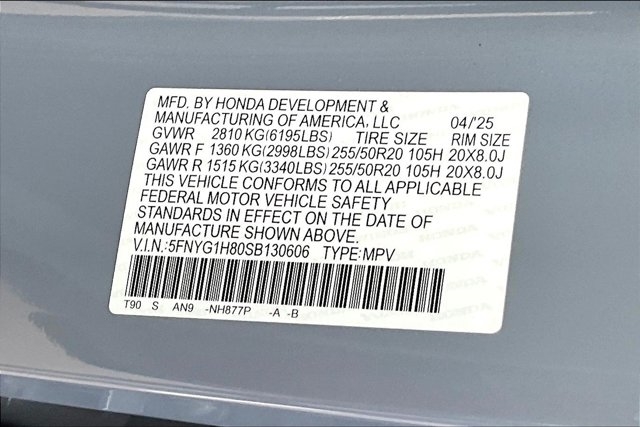 MFD. BY HONDA DEVELOPMENT &
MANUFACTURING OF AMERICA, LLC 04/'25
GVWR 2810 KG(6195LBS) TIRE SIZE RIM SIZE
GAWR F 1360 KG(2998LBS) 255/50R20 105H 20X8.0J
GAWR R 1515 KG(3340LBS) 255/50R20 105H 20X8.0J
THIS VEHICLE CONFORMS TO ALL APPLICABLE
FEDERAL MOTOR VEHICLE SAFETY
STANDARDS IN EFFECT ON THE DATE OF
MANUFACTURE SHOWN ABOVE.
V.I.N.:5FNYG1H80SB130606 TYPE:MPV
T90 S AN9 -NH877P -A -B